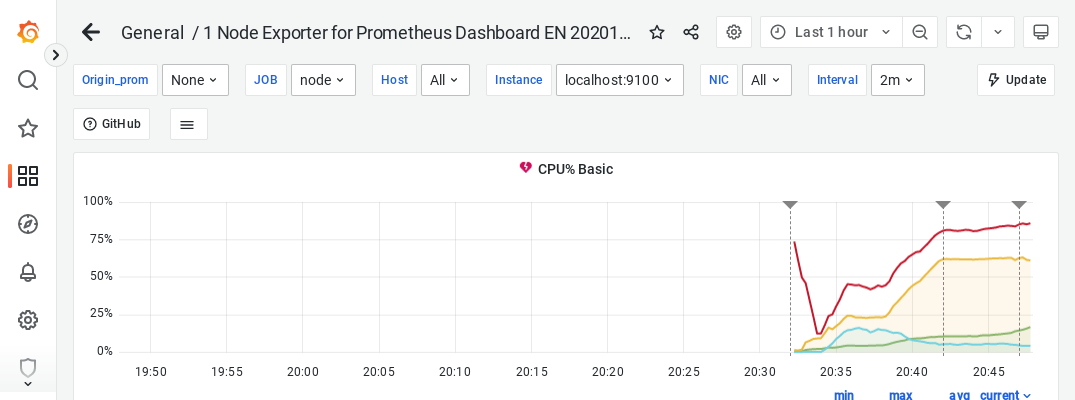 General / 1 Node Exporter for Prometheus Dashboard EN 20201...
Last 1 hour
Origin_prom None JOB node Host All Instance localhost:9100 NIC All Interval 2m Update
GitHub
CPU% Basic
100%
75%
50%
25%
0%
19:50 19:55 20:00 20:05 20:10 20:15 20:20 20:25 20:30 20:35 20:40 20:45
min max avg current